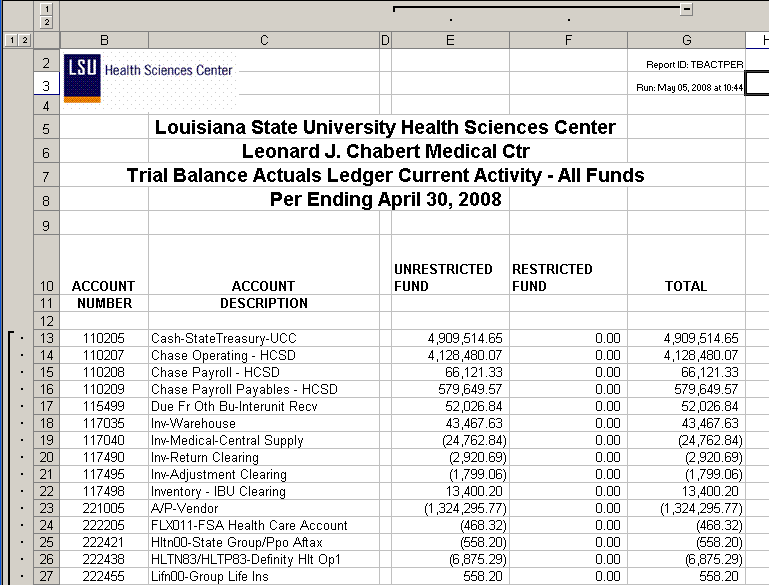 1
2
1 2 B C D E F G H
2 LSU Health Sciences Center Report ID: TBACTPER
3 Run: May 05, 2008 at 10:44
4
5 Louisiana State University Health Sciences Center
6 Leonard J. Chabert Medical Ctr
7 Trial Balance Actuals Ledger Current Activity - All Funds
8 Per Ending April 30, 2008
9
UNRESTRICTED RESTRICTED
10 ACCOUNT ACCOUNT FUND FUND TOTAL
11 NUMBER DESCRIPTION
12
13 110205 Cash-StateTreasury-UCC 4,909,514.65 0.00 4,909,514.65
14 110207 Chase Operating - HCSD 4,128,480.07 0.00 4,128,480.07
15 110208 Chase Payroll - HCSD 66,121.33 0.00 66,121.33
16 110209 Chase Payroll Payables - HCSD 579,649.57 0.00 579,649.57
17 115499 Due Fr Oth Bu-Interunit Recv 52,026.84 0.00 52,026.84
18 117035 Inv-Warehouse 43,467.63 0.00 43,467.63
19 117040 Inv-Medical-Central Supply (24,762.84) 0.00 (24,762.84)
20 117490 Inv-Return Clearing (2,920.69) 0.00 (2,920.69)
21 117495 Inv-Adjustment Clearing (1,799.06) 0.00 (1,799.06)
22 117498 Inventory - IBU Clearing 13,400.20 0.00 13,400.20
23 221005 A/P-Vendor (1,324,295.77) 0.00 (1,324,295.77)
24 222205 FLX011-FSA Health Care Account (468.32) 0.00 (468.32)
25 222421 Hltn00-State Group/Ppo Aftax (558.20) 0.00 (558.20)
26 222438 HLTN83/HLTP83-Definity Hlt Op1 (6,875.29) 0.00 (6,875.29)
27 222455 Lifn00-Group Life Ins 558.20 0.00 558.20